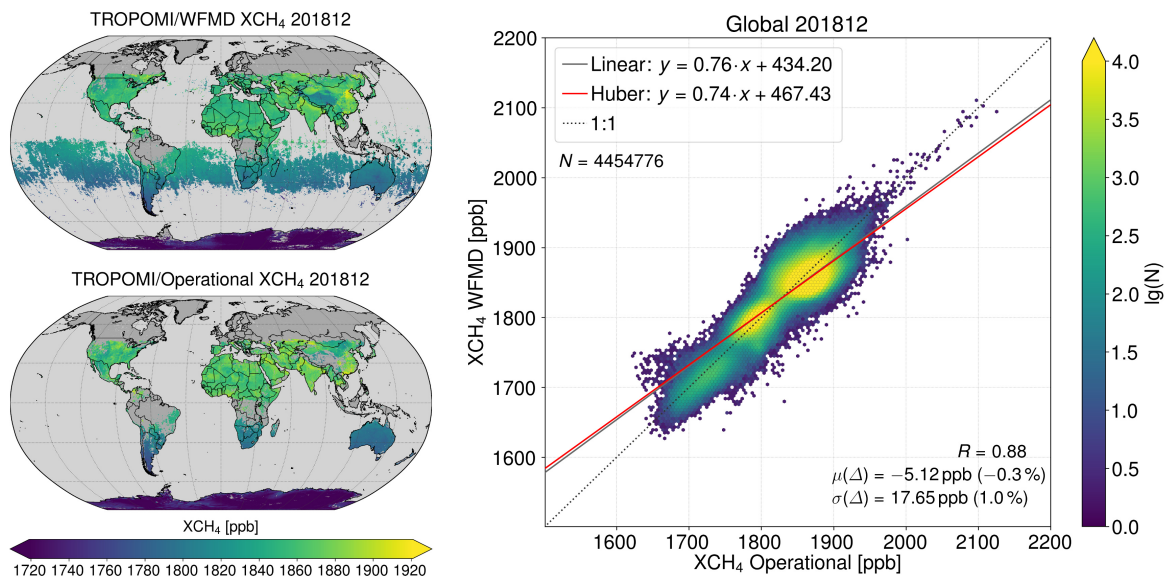 TROPOMI/WFMD XCH₄ 201812
TROPOMI/Operational XCH₄ 201812
XCH₄ [ppb]
1720 1740 1760 1780 1800 1820 1840 1860 1880 1900 1920
Global 201812
Linear: y = 0.76·x + 434.20
Huber: y = 0.74·x + 467.43
1:1
N = 4454776
XCH₄ WFMD [ppb]
2200
2100
2000
1900
1800
1700
1600
R = 0.88
μ(Δ) = −5.12 ppb (−0.3 %)
σ(Δ) = 17.65 ppb (1.0 %)
1600 1700 1800 1900 2000 2100 2200
XCH₄ Operational [ppb]
4.0
3.5
3.0
2.5
2.0
1.5
1.0
0.5
0.0
lg(N)